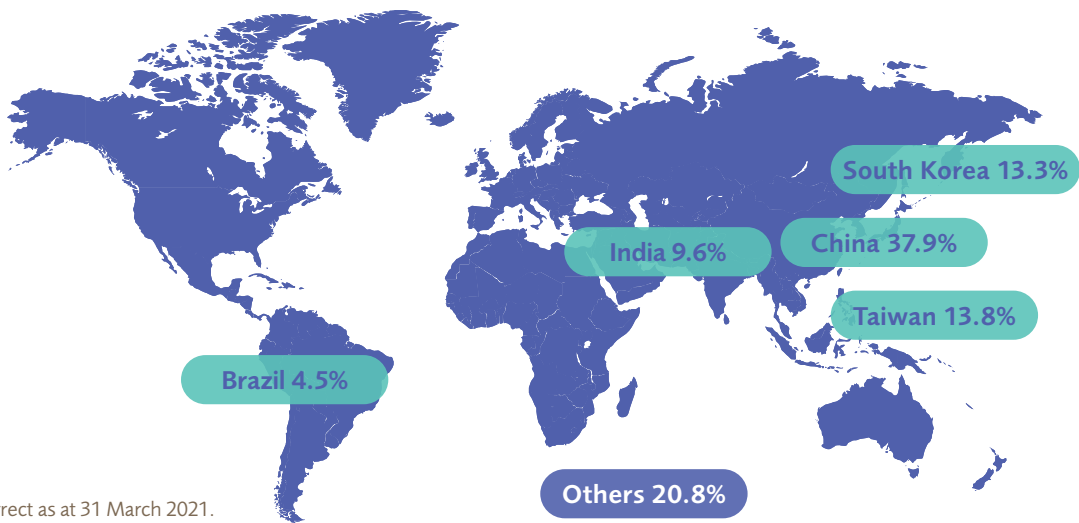 South Korea 13.3%
China 37.9%
India 9.6%
Taiwan 13.8%
Brazil 4.5%
Others 20.8%
as at 31 March 2021.